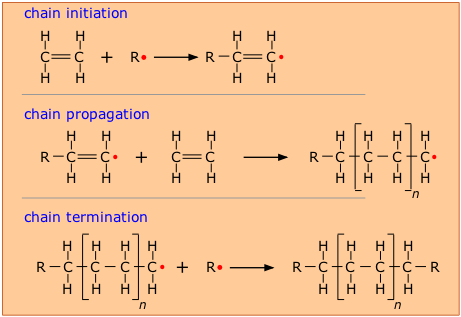 chain initiation
H H H H
C=C + R• → R–C=C•
H H H H
chain propagation
H H H H H H H H
R–C=C• + C=C → R–C–[C–C]–C•
H H H H H H H H
n
chain termination
H H H H H H H H
R–C–[C–C]–C• + R• → R–C–[C–C]–C–R
H H H H H H H H
n n